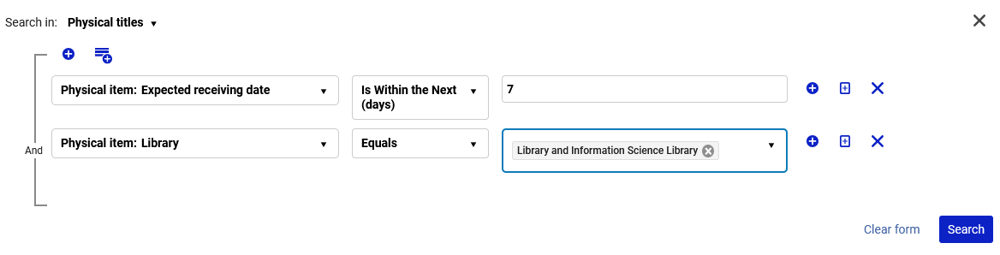 Search in: Physical titles
Physical item: Expected receiving date
Is Within the Next
(days)
7
And
Physical item: Library
Equals
Library and Information Science Library
Clear form
Search